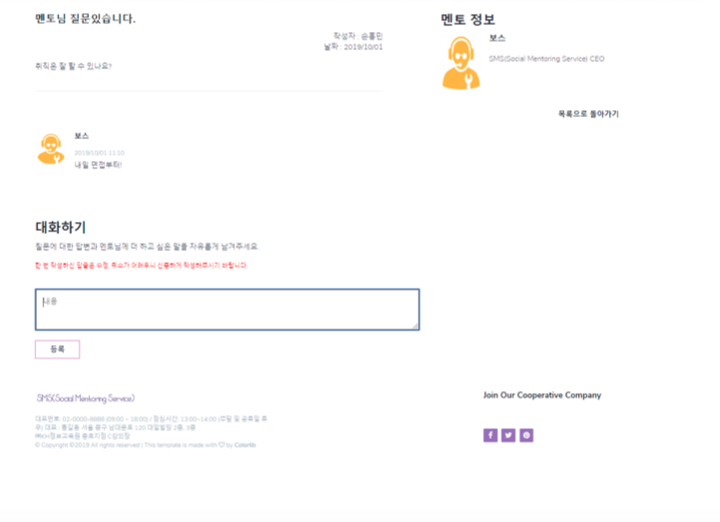 멘토님 질문있습니다.
작성자 : 순홍민
날짜 : 2019/10/01
취직은 잘 할 수 있나요?
멘토 정보
보스
SMS(Social Mentoring Service) CEO
목록으로 돌아가기
보스
2019/10/01 11:10
내일 면접부터!
대화하기
질문에 대한 답변과 멘토님께 더 하고 싶은 말을 자유롭게 남겨주세요.
한 번 작성하신 답글은 수정, 취소가 어려우니 신중하게 작성해주시기 바랍니다.
내용
등록
SMS(Social Mentoring Service)
대표번호: 02-0000-8888 (09:00 ~ 18:00) / 점심시간: 13:00~14:00 (주말 및 공휴일 휴
무) 대표 : 홍길동 서울 중구 남대문로 120 대일빌딩 2층, 3층
KH정보교육원 종로지점 C강의장
© Copyright ©2019 All rights reserved | This template is made with ♡ by Colorlib
Join Our Cooperative Company